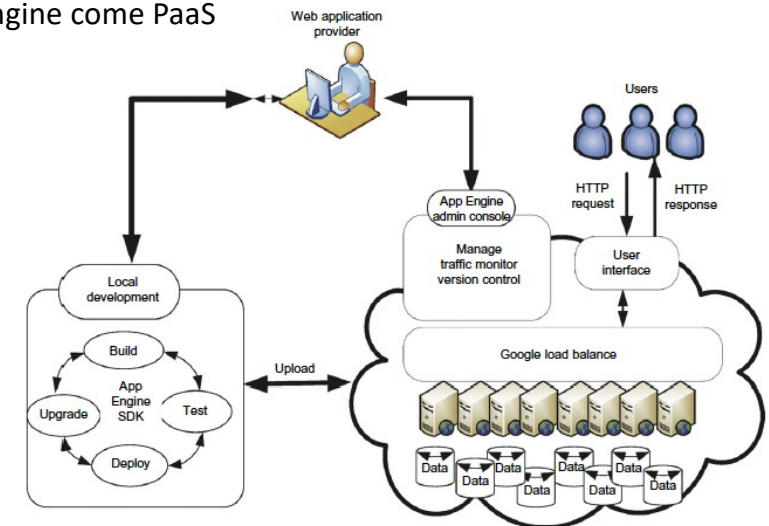 ngine come PaaS
Web application
provider
Users
HTTP
request
HTTP
response
App Engine
admin console
Manage
traffic monitor
version control
User
interface
Local
development
Google load balance
Build
Upload
App
Engine
SDK
Upgrade
Test
Deploy
Data
Data
Data
Data
Data
Data
Data
Data